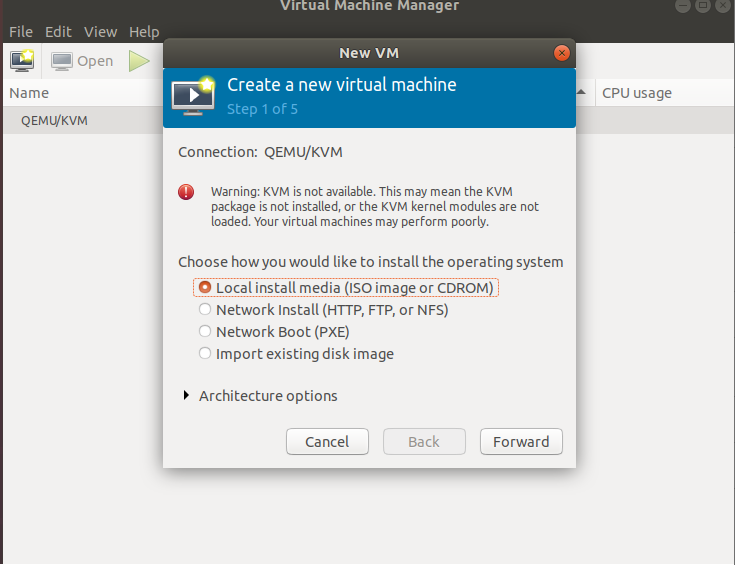 Virtual Machine Manager
File Edit View Help
Open
Name
CPU usage
QEMU/KVM
New VM
Create a new virtual machine
Step 1 of 5
Connection: QEMU/KVM
Warning: KVM is not available. This may mean the KVM
package is not installed, or the KVM kernel modules are not
loaded. Your virtual machines may perform poorly.
Choose how you would like to install the operating system
Local install media (ISO image or CDROM)
Network Install (HTTP, FTP, or NFS)
Network Boot (PXE)
Import existing disk image
Architecture options
Cancel
Back
Forward